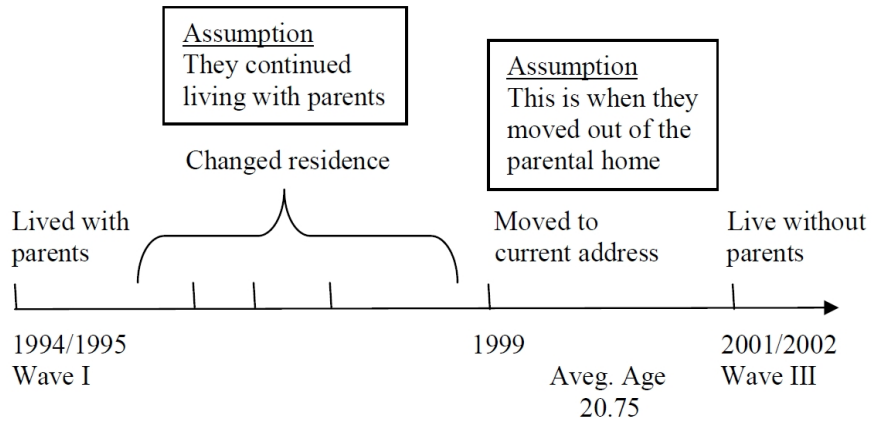 Assumption
They continued
living with parents
Assumption
This is when they
moved out of the
parental home
Changed residence
Lived with
parents
Moved to
current address
Live without
parents
1994/1995
Wave I
1999
Aveg. Age
20.75
2001/2002
Wave III